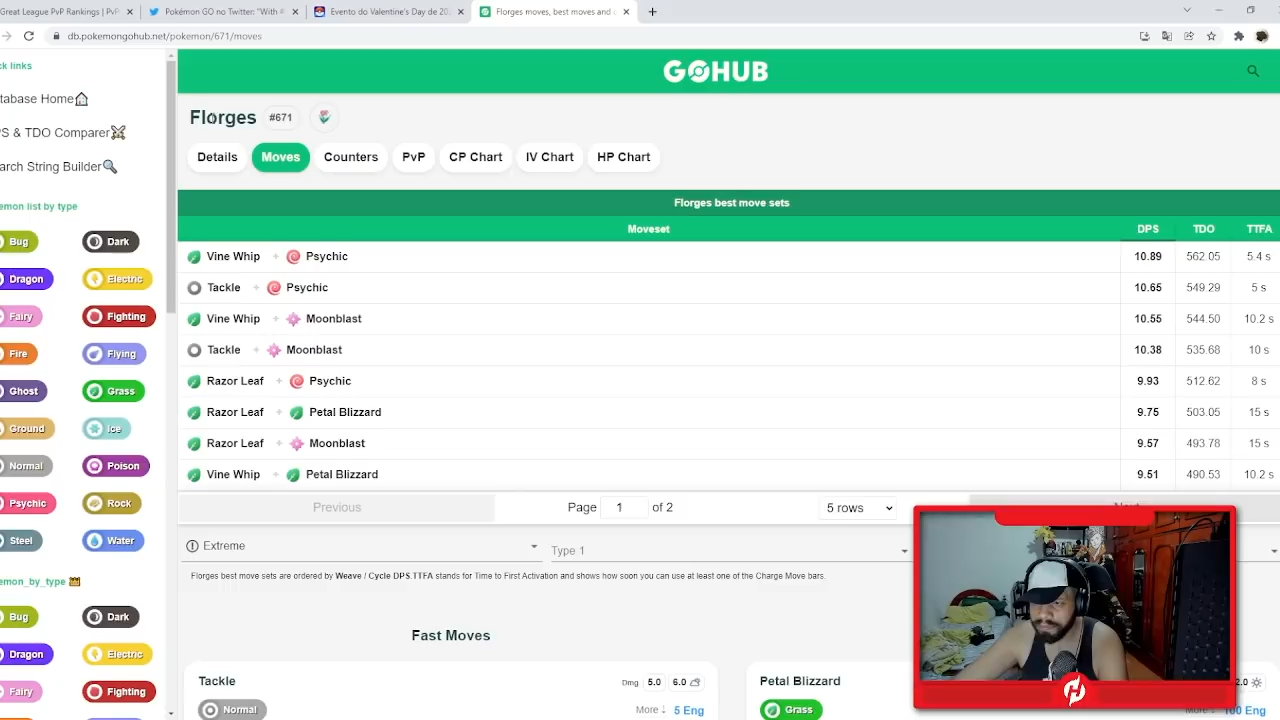 Great League PvP Rankings | PvP
Pokémon GO no Twitter: "With #
Evento do Valentine's Day de 202
Florges moves, best moves and c
db.pokemongohub.net/pokemon/671/moves
ck links
GOHUB
tabase Home
PS & TDO Comparer
arch String Builder
emon list by type
Bug Dark
Dragon Electric
Fairy Fighting
Fire Flying
Ghost Grass
Ground Ice
Normal Poison
Psychic Rock
Steel Water
emon_by_type
Bug Dark
Dragon Electric
Fairy Fighting
Florges #671
Details Moves Counters PvP CP Chart IV Chart HP Chart
Florges best move sets
Moveset DPS TDO TTFA
Vine Whip + Psychic 10.89 562.05 5.4 s
Tackle + Psychic 10.65 549.29 5 s
Vine Whip + Moonblast 10.55 544.50 10.2 s
Tackle + Moonblast 10.38 535.68 10 s
Razor Leaf + Psychic 9.93 512.62 8 s
Razor Leaf + Petal Blizzard 9.75 503.05 15 s
Razor Leaf + Moonblast 9.57 493.78 15 s
Vine Whip + Petal Blizzard 9.51 490.53 10.2 s
Previous Page 1 of 2 5 rows
Extreme Type 1
Florges best move sets are ordered by Weave / Cycle DPS.TTFA stands for Time to First Activation and shows how soon you can use at least one of the Charge Move bars.
Fast Moves
Tackle Dmg 5.0 6.0
Normal More ↓ 5 Eng
Petal Blizzard 2.0
Grass More ↓ 100 Eng